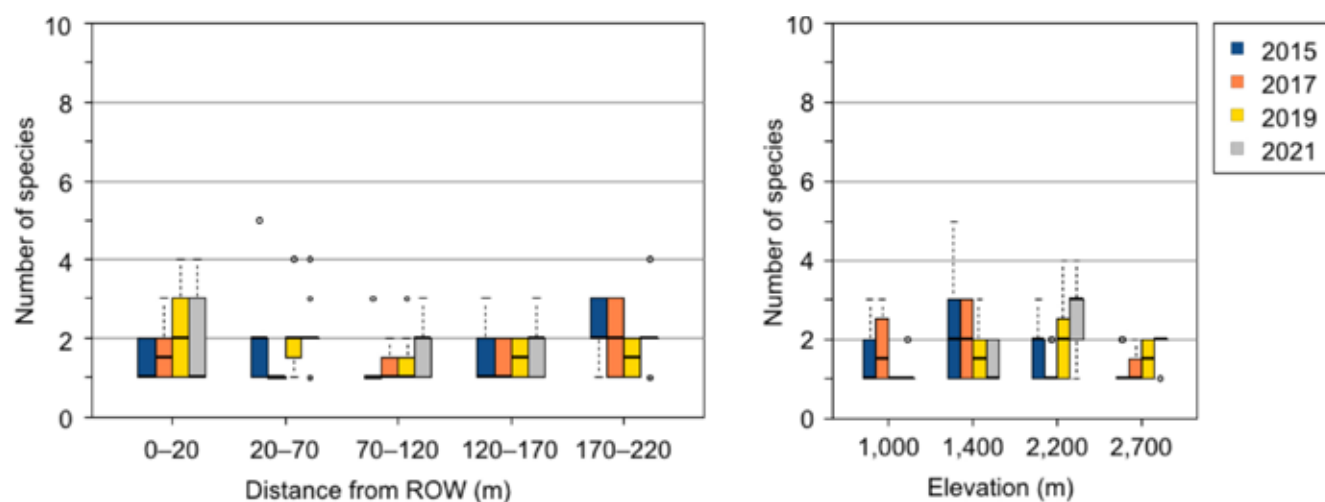 Number of species
10
8
6
4
2
0
0–20 20–70 70–120 120–170 170–220
Distance from ROW (m)
Number of species
10
8
6
4
2
0
1,000 1,400 2,200 2,700
Elevation (m)
2015
2017
2019
2021